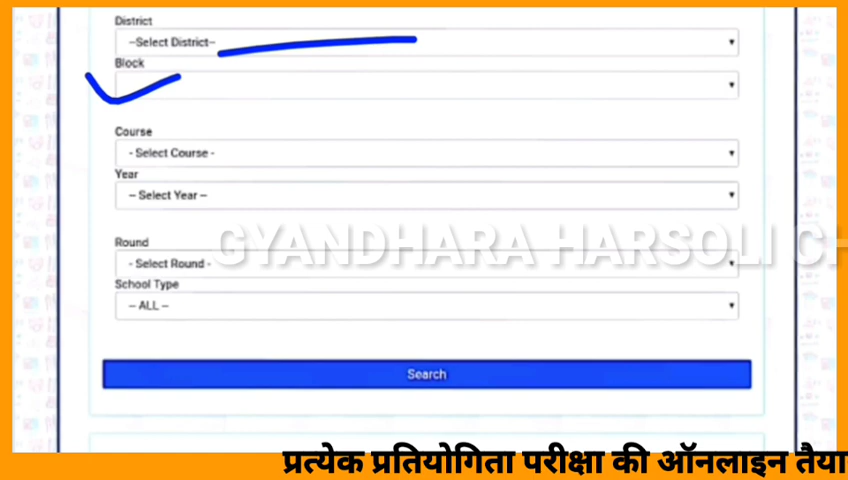 District
--Select District--
Block
Course
- Select Course -
Year
-- Select Year --
Round
- Select Round -
School Type
-- ALL --
GYANDHARA HARSOLI CH
Search
प्रत्येक प्रतियोगिता परीक्षा की ऑनलाइन तैया